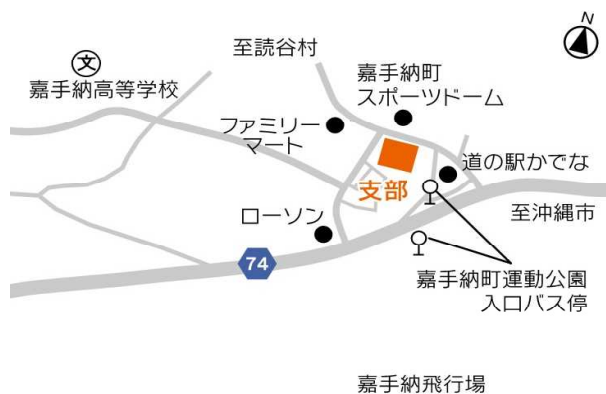 N
至読谷村
嘉手納町
スポーツドーム
文
嘉手納高等学校
ファミリー
マート
道の駅かでな
支部
ローソン
至沖縄市
74
嘉手納町運動公園
入口バス停
嘉手納飛行場